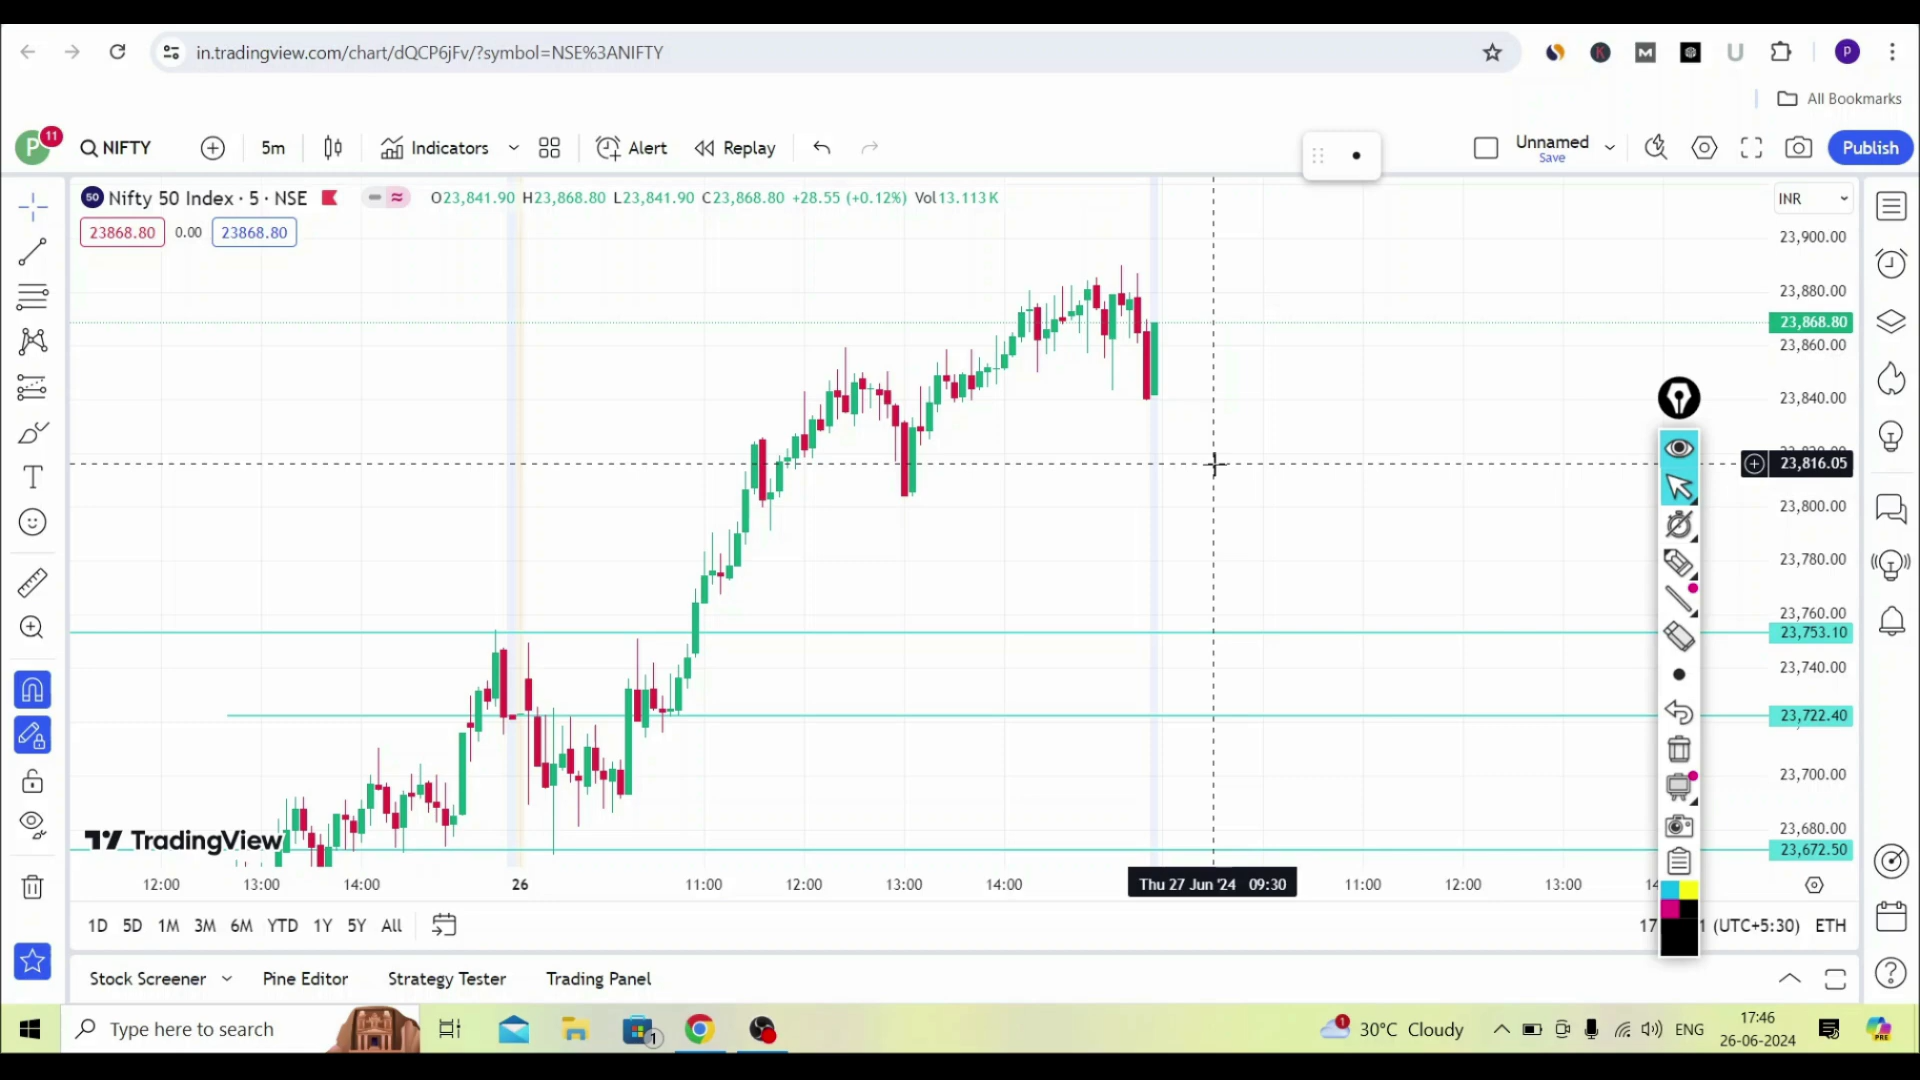 in.tradingview.com/chart/dQCP6jFv/?symbol=NSE%3ANIFTY
K M U P
All Bookmarks
P 11 NIFTY 5m Indicators Alert Replay Unnamed Publish
Save
50 Nifty 50 Index · 5 · NSE O23,841.90 H23,868.80 L23,841.90 C23,868.80 +28.55 (+0.12%) Vol13.113K INR
23868.80 0.00 23868.80
23,900.00
23,880.00
23,868.80
23,860.00
23,840.00
23,816.05
23,800.00
23,780.00
23,760.00
23,753.10
23,740.00
23,722.40
23,700.00
23,680.00
23,672.50
TradingView
12:00 13:00 14:00 26 11:00 12:00 13:00 14:00 Thu 27 Jun '24 09:30 11:00 12:00 13:00
1D 5D 1M 3M 6M YTD 1Y 5Y All (UTC+5:30) ETH
Stock Screener Pine Editor Strategy Tester Trading Panel
Type here to search 1 1 30°C Cloudy ENG 17:46 PRE
26-06-2024